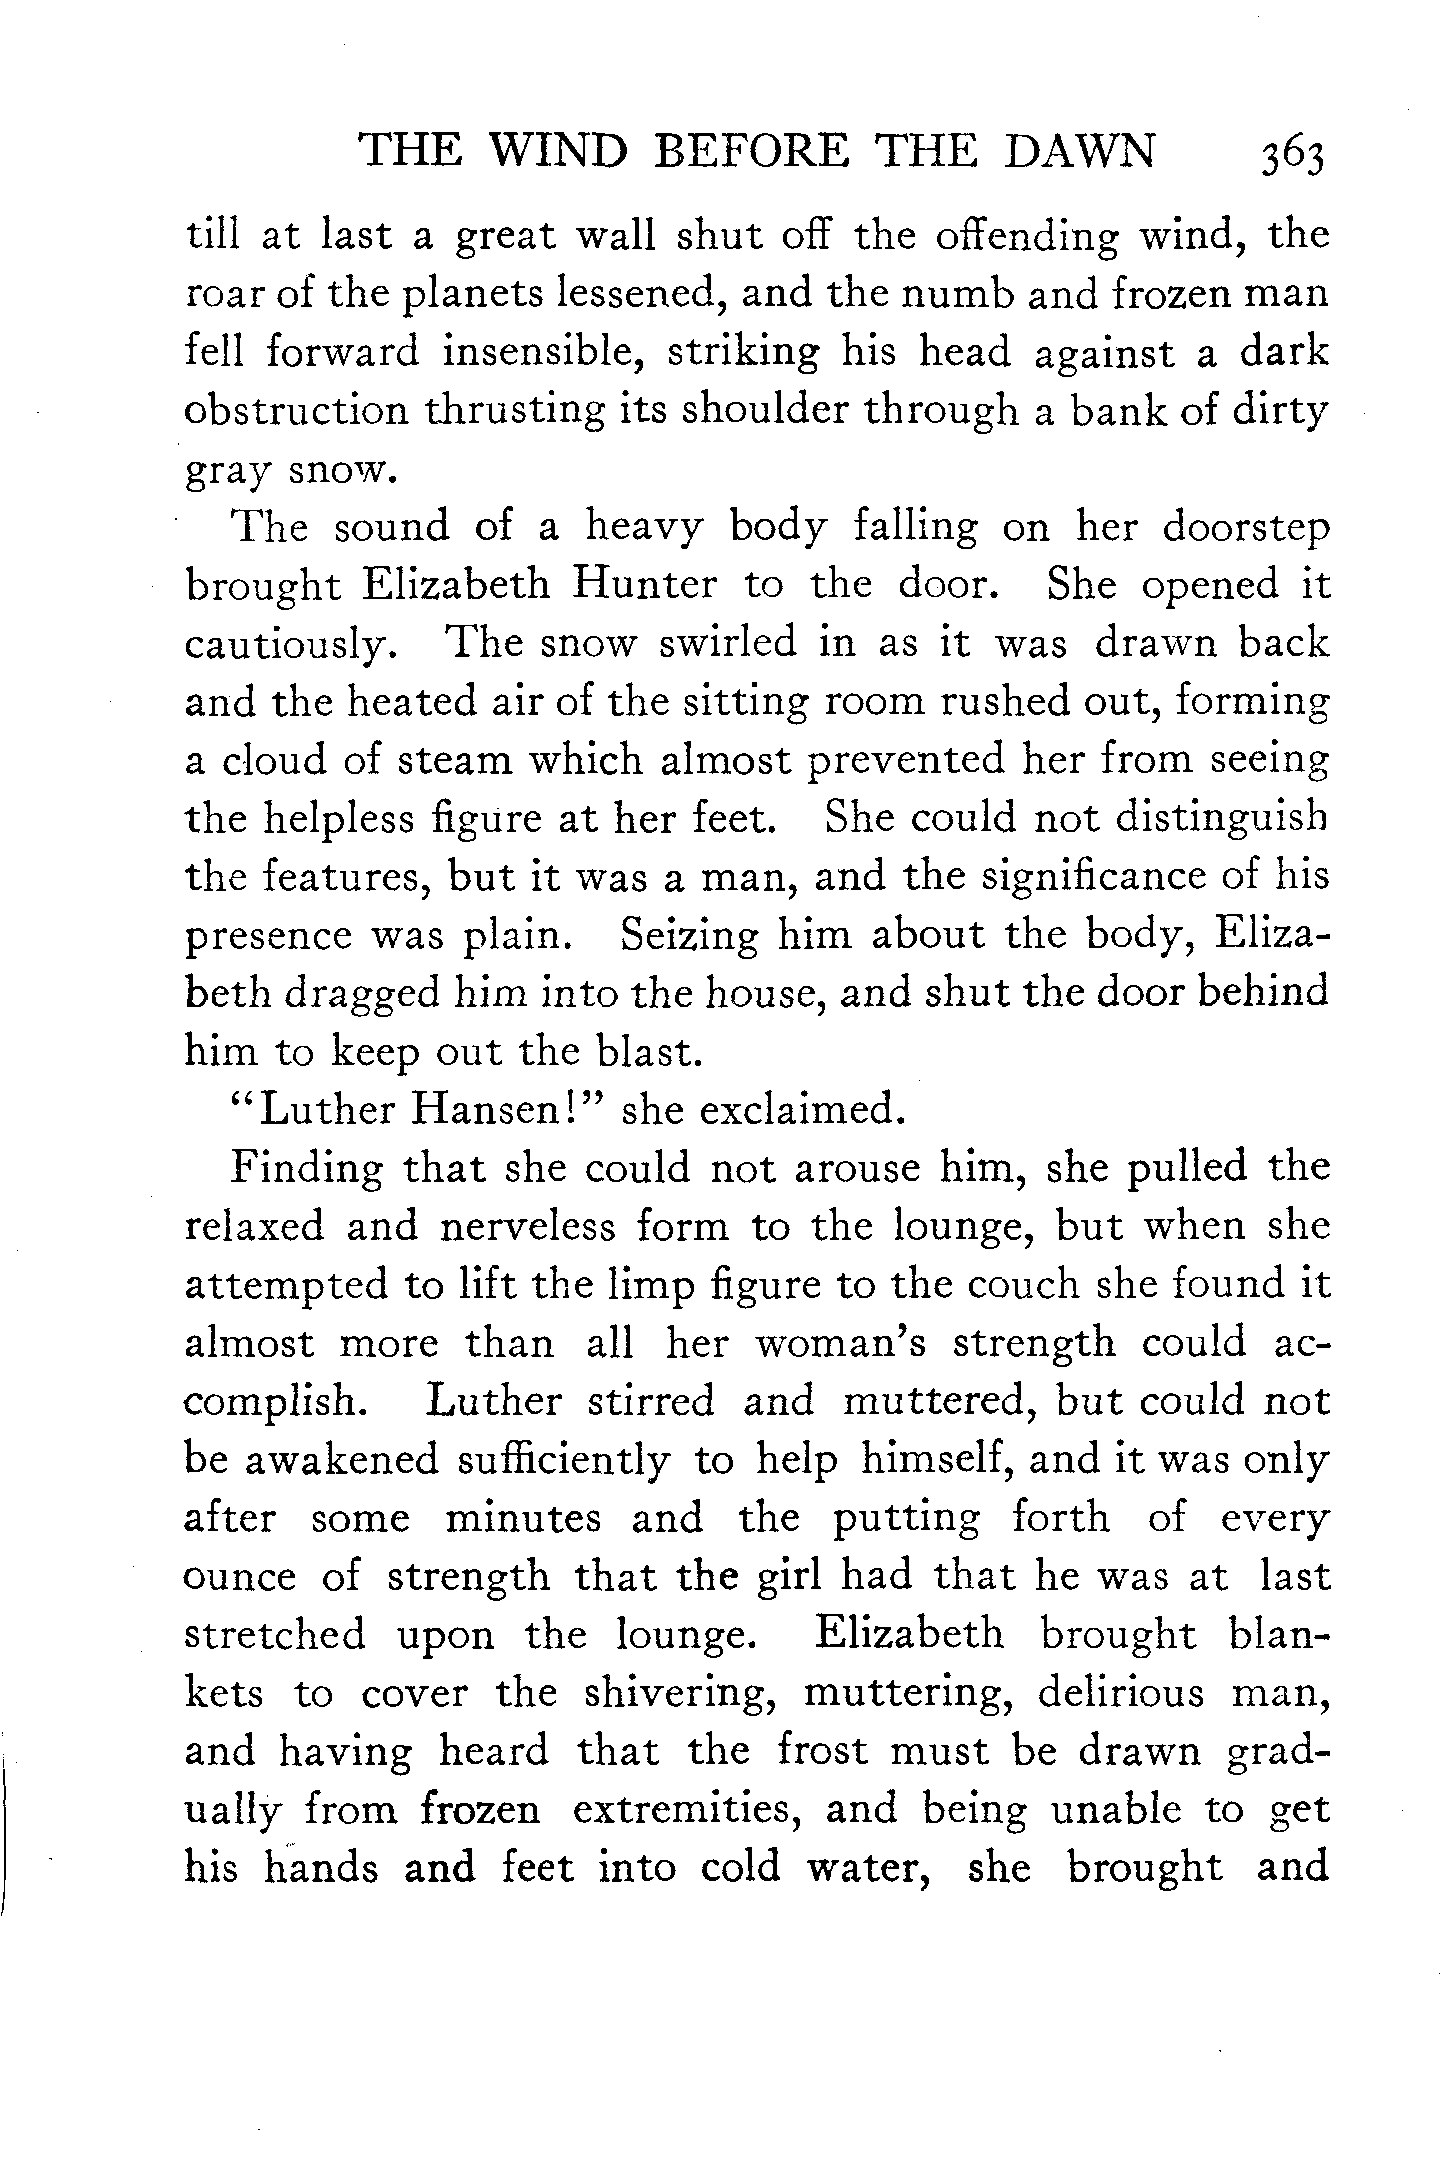 THE WIND BEFORE THE DAWN 363
till at last a great wall shut off the offending wind, the
roar of the planets lessened, and the numb and frozen man
fell forward insensible, striking his head against a dark
obstruction thrusting its shoulder through a bank of dirty
gray snow.
The sound of a heavy body falling on her doorstep
brought Elizabeth Hunter to the door. She opened it
cautiously. The snow swirled in as it was drawn back
and the heated air of the sitting room rushed out, forming
a cloud of steam which almost prevented her from seeing
the helpless figure at her feet. She could not distinguish
the features, but it was a man, and the significance of his
presence was plain. Seizing him about the body, Eliza-
beth dragged him into the house, and shut the door behind
him to keep out the blast.
“Luther Hansen!” she exclaimed.
Finding that she could not arouse him, she pulled the
relaxed and nerveless form to the lounge, but when she
attempted to lift the limp figure to the couch she found it
almost more than all her woman’s strength could ac-
complish. Luther stirred and muttered, but could not
be awakened sufficiently to help himself, and it was only
after some minutes and the putting forth of every
ounce of strength that the girl had that he was at last
stretched upon the lounge. Elizabeth brought blan-
kets to cover the shivering, muttering, delirious man,
and having heard that the frost must be drawn grad-
ually from frozen extremities, and being unable to get
his hands and feet into cold water, she brought and